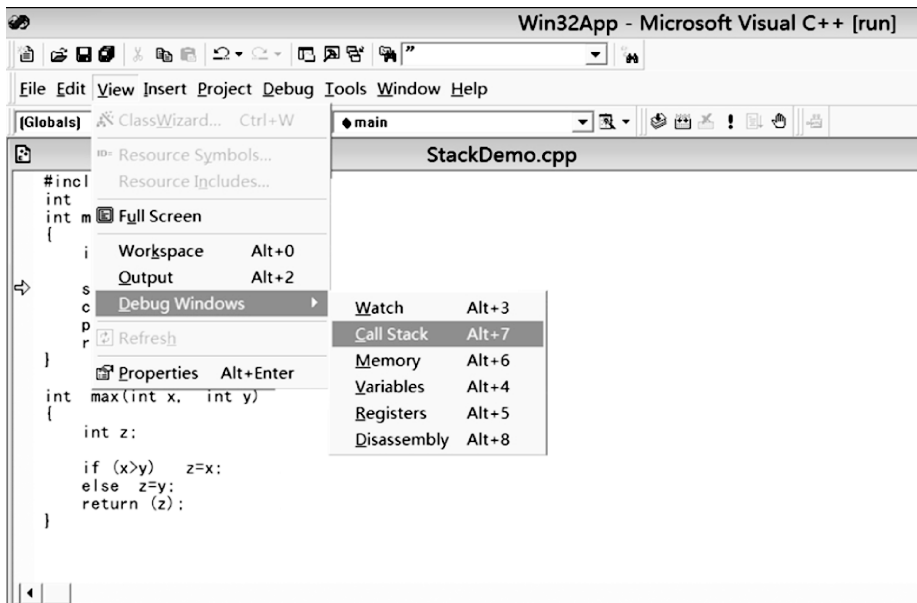 Win32App - Microsoft Visual C++ [run]
”
File Edit View Insert Project Debug Tools Window Help
(Globals)
main
StackDemo.cpp
ClassWizard... Ctrl+W
Resource Symbols...
Resource Includes...
Full Screen
Workspace Alt+0
Output Alt+2
Debug Windows
Refresh
Properties Alt+Enter
Watch Alt+3
Call Stack Alt+7
Memory Alt+6
Variables Alt+4
Registers Alt+5
Disassembly Alt+8
#incl
int
int m
{
i
s
c
p
r
}
int max(int x, int y)
{
int z;
if (x>y) z=x;
else z=y;
return (z);
}